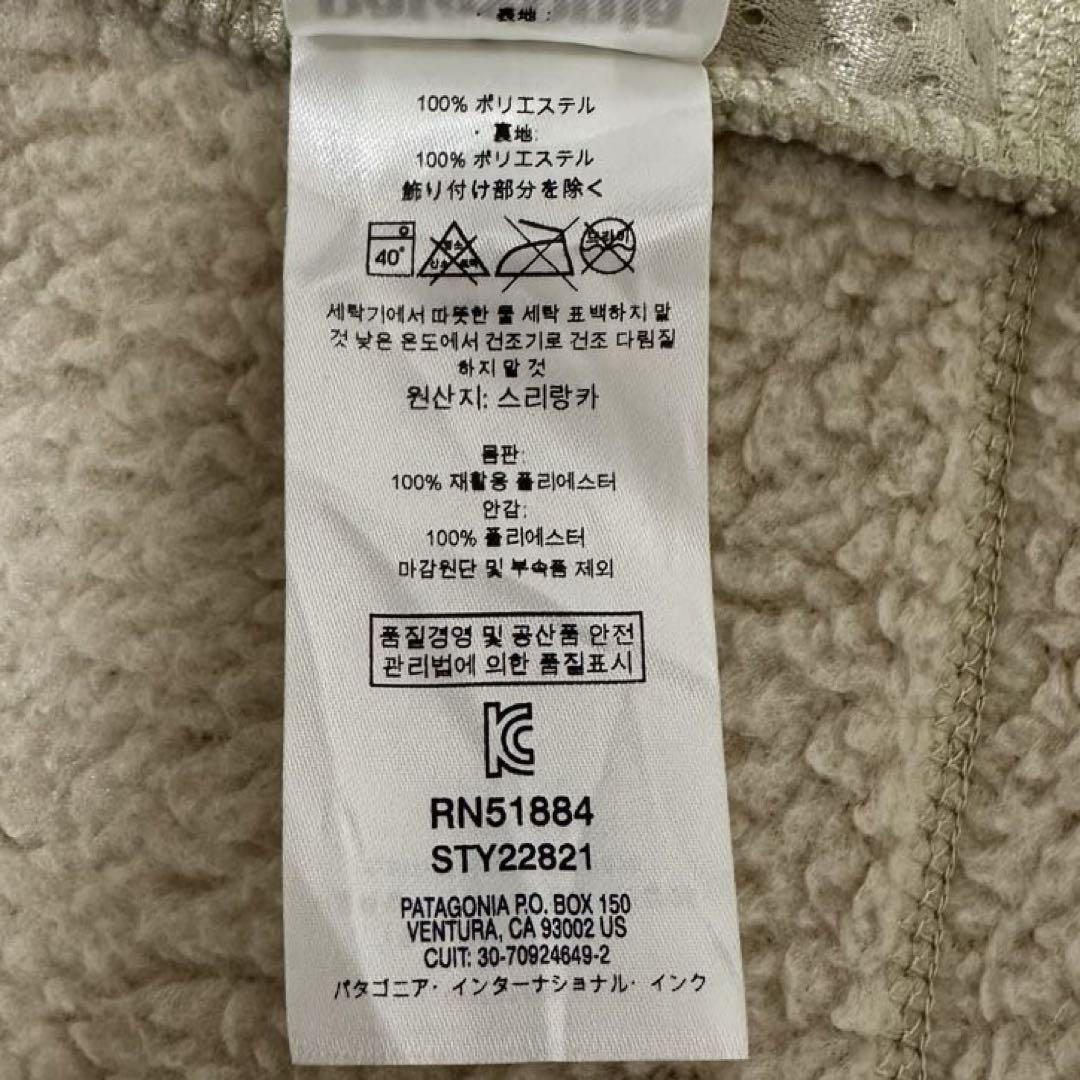 ・裏地:
100% ポリエステル
・裏地:
100% ポリエステル
飾り付け部分を除く
40°
드라이
세탁기에서 따뜻한 물 세탁 표백하지 말
것 낮은 온도에서 건조기로 건조 다림질
하지 말 것
원산지: 스리랑카
몸판:
100% 재활용 폴리에스터
안감:
100% 폴리에스터
마감원단 및 부속품 제외
품질경영 및 공산품 안전
관리법에 의한 품질표시
RN51884
STY22821
PATAGONIA P.O. BOX 150
VENTURA, CA 93002 US
CUIT: 30-70924649-2
パタゴニア・インターナショナル・インク